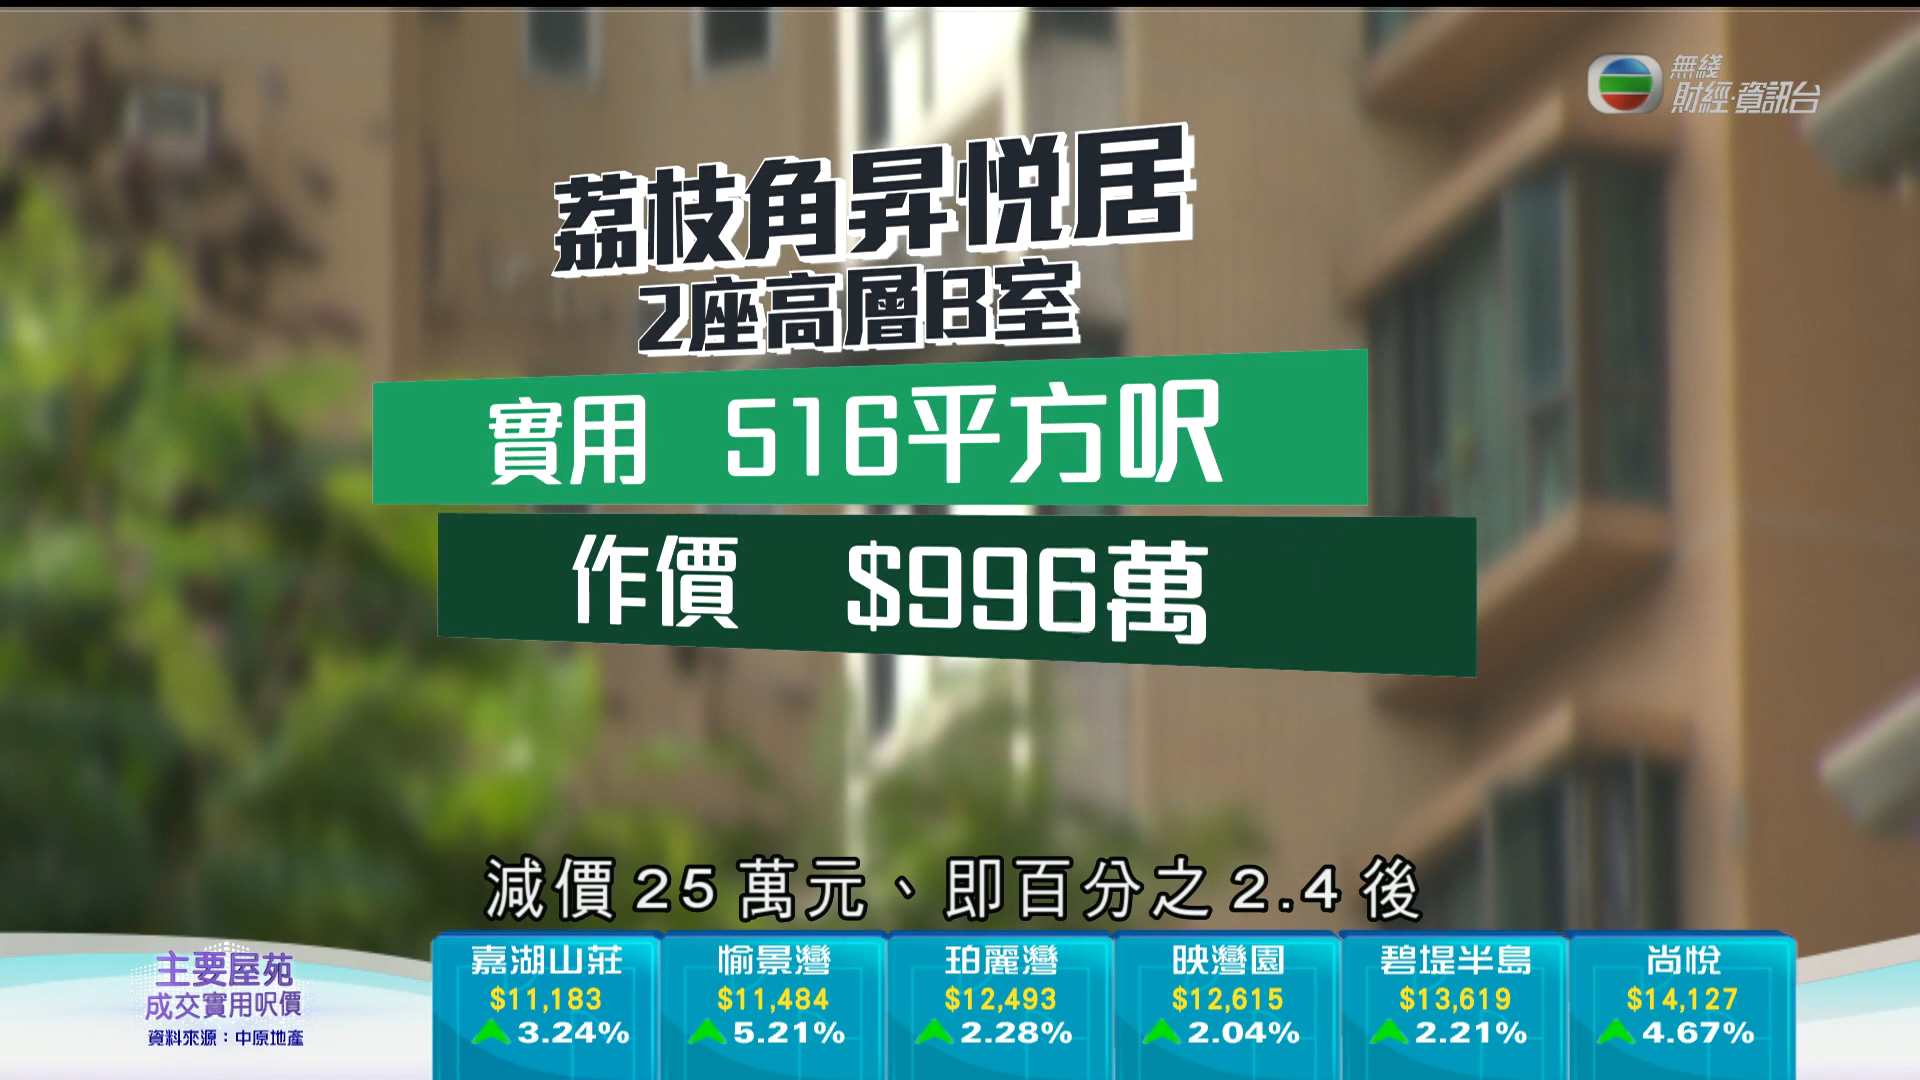 無綫
財經·資訊台
荔枝角昇悅居
2座高層B室
實用 516平方呎
作價 $996萬
減價25萬元、即百分之2.4後
主要屋苑
成交實用呎價
資料來源：中原地產
嘉湖山莊
$11,183
3.24%
愉景灣
$11,484
5.21%
珀麗灣
$12,493
2.28%
映灣園
$12,615
2.04%
碧堤半島
$13,619
2.21%
尚悅
$14,127
4.67%